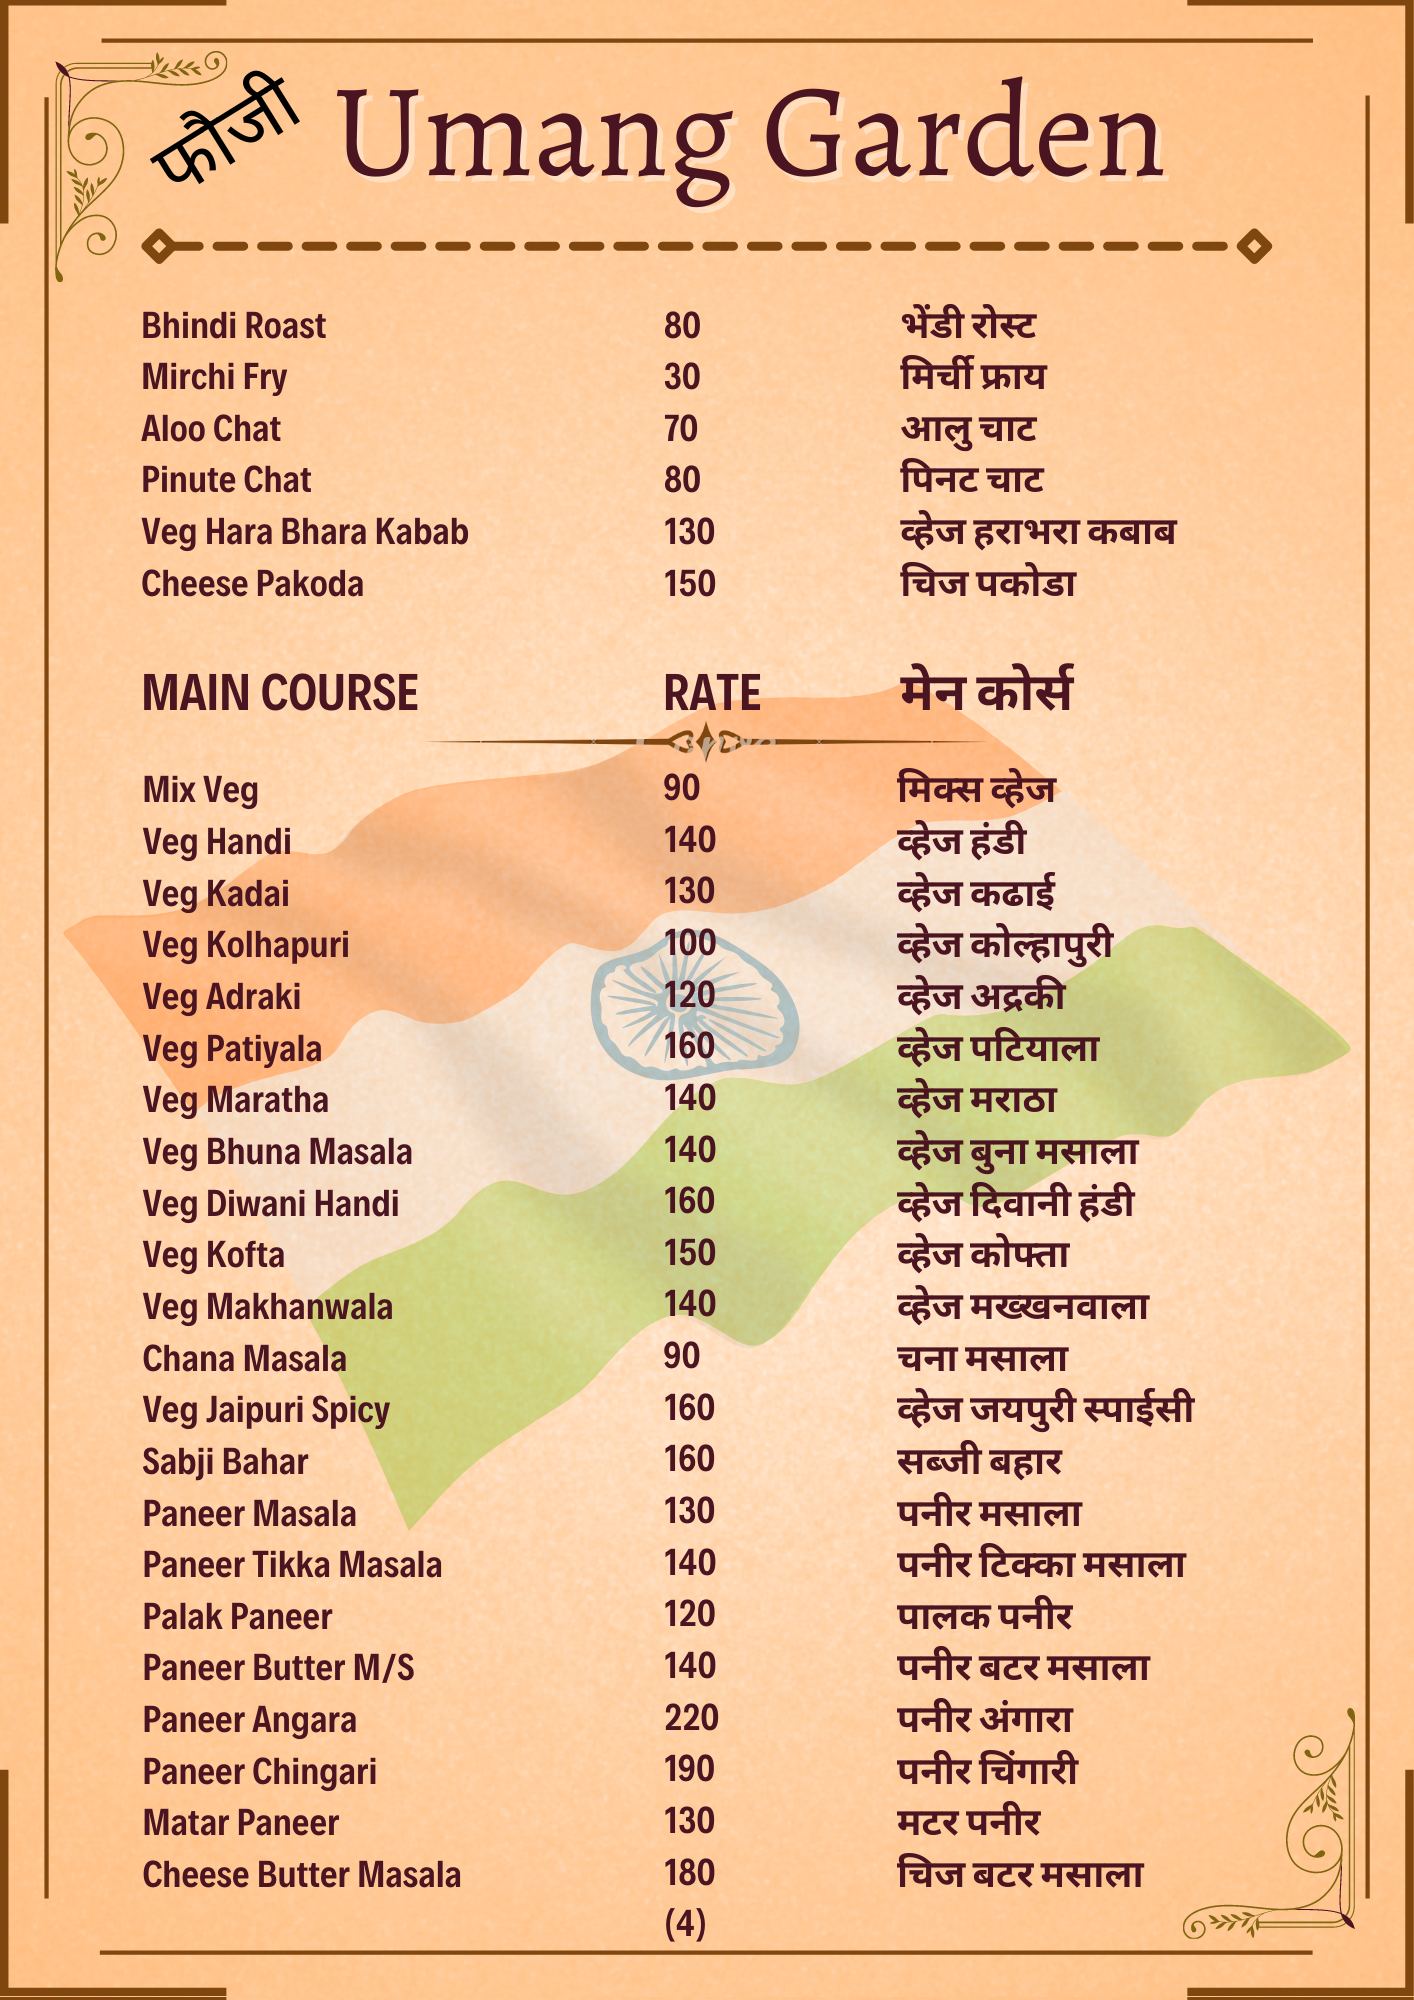 फौजी Umang Garden
Bhindi Roast 80 भेंडी रोस्ट
Mirchi Fry 30 मिर्ची फ्राय
Aloo Chat 70 आलु चाट
Pinute Chat 80 पिनट चाट
Veg Hara Bhara Kabab 130 व्हेज हराभरा कबाब
Cheese Pakoda 150 चिज पकोडा
MAIN COURSE RATE मेन कोर्स
Mix Veg 90 मिक्स व्हेज
Veg Handi 140 व्हेज हंडी
Veg Kadai 130 व्हेज कढाई
Veg Kolhapuri 100 व्हेज कोल्हापुरी
Veg Adraki 120 व्हेज अद्रकी
Veg Patiyala 160 व्हेज पटियाला
Veg Maratha 140 व्हेज मराठा
Veg Bhuna Masala 140 व्हेज बुना मसाला
Veg Diwani Handi 160 व्हेज दिवानी हंडी
Veg Kofta 150 व्हेज कोफ्ता
Veg Makhanwala 140 व्हेज मख्खनवाला
Chana Masala 90 चना मसाला
Veg Jaipuri Spicy 160 व्हेज जयपुरी स्पाईसी
Sabji Bahar 160 सब्जी बहार
Paneer Masala 130 पनीर मसाला
Paneer Tikka Masala 140 पनीर टिक्का मसाला
Palak Paneer 120 पालक पनीर
Paneer Butter M/S 140 पनीर बटर मसाला
Paneer Angara 220 पनीर अंगारा
Paneer Chingari 190 पनीर चिंगारी
Matar Paneer 130 मटर पनीर
Cheese Butter Masala 180 चिज बटर मसाला
(4)